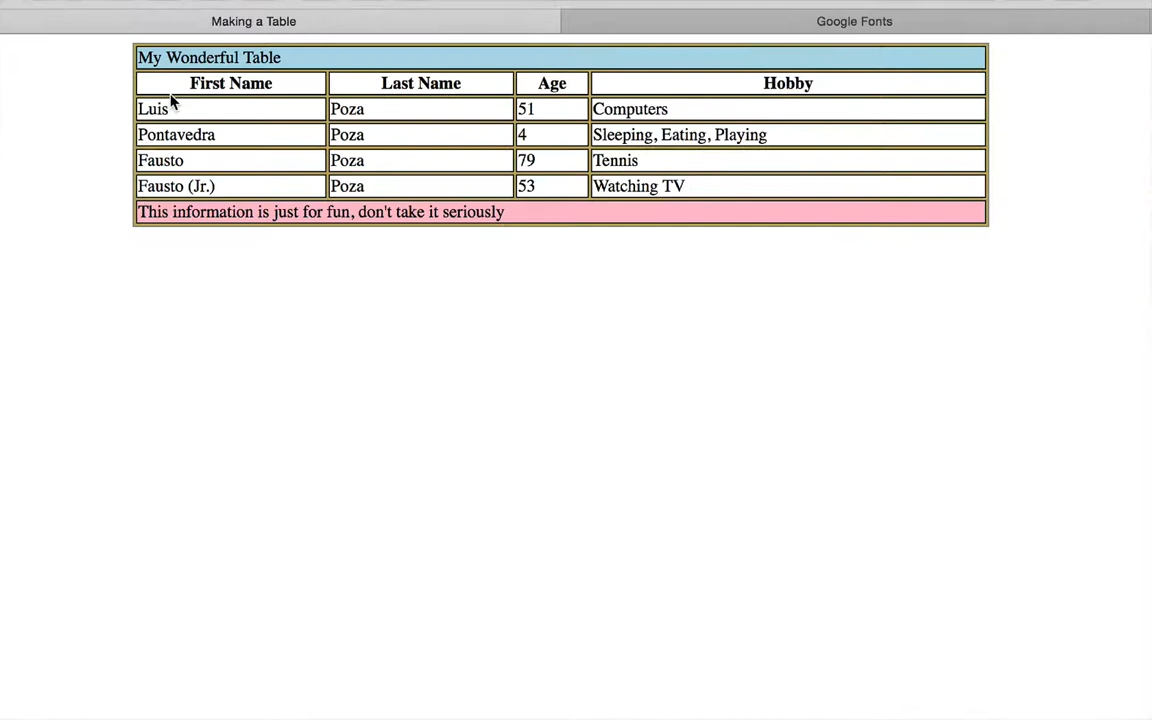 Making a Table Google Fonts
My Wonderful Table
First Name Last Name Age Hobby
Luis Poza 51 Computers
Pontavedra Poza 4 Sleeping, Eating, Playing
Fausto Poza 79 Tennis
Fausto (Jr.) Poza 53 Watching TV
This information is just for fun, don't take it seriously